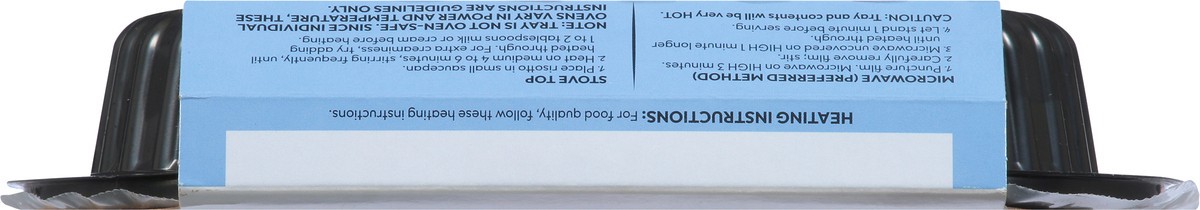 HEATING INSTRUCTIONS: For food quality, follow these heating instructions.
MICROWAVE (PREFERRED METHOD)
1. Puncture film. Microwave on HIGH 3 minutes.
2. Carefully remove film; stir.
3. Microwave uncovered on HIGH 1 minute longer
until heated through.
4. Let stand 1 minute before serving.
CAUTION: Tray and contents will be very HOT.
STOVE TOP
1. Place risotto in small saucepan.
2. Heat on medium 4 to 6 minutes, stirring frequently, until
heated through. For extra creaminess, try adding
1 to 2 tablespoons milk or cream before heating.
NOTE: TRAY IS NOT OVEN-SAFE. SINCE INDIVIDUAL
OVENS VARY IN POWER AND TEMPERATURE, THESE
INSTRUCTIONS ARE GUIDELINES ONLY.